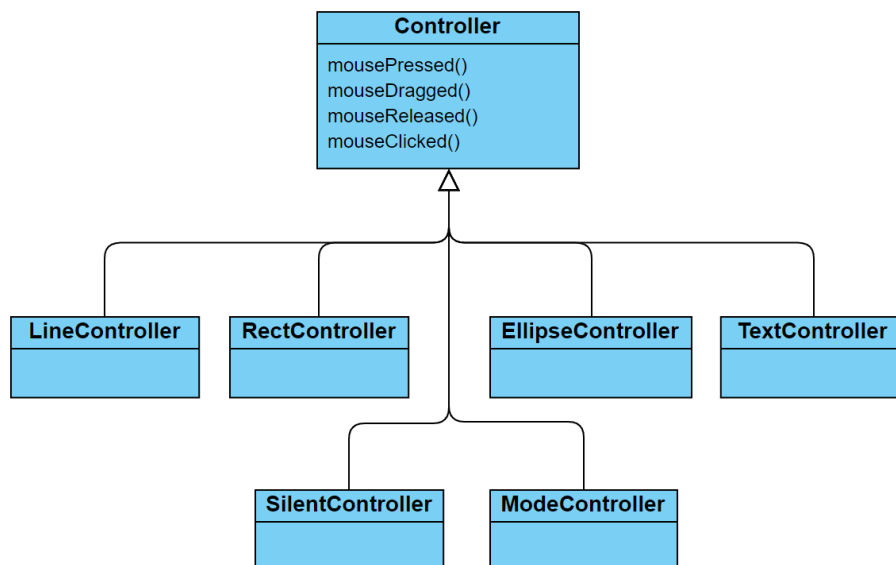 Controller
mousePressed()
mouseDragged()
mouseReleased()
mouseClicked()
LineController
RectController
EllipseController
TextController
SilentController
ModeController